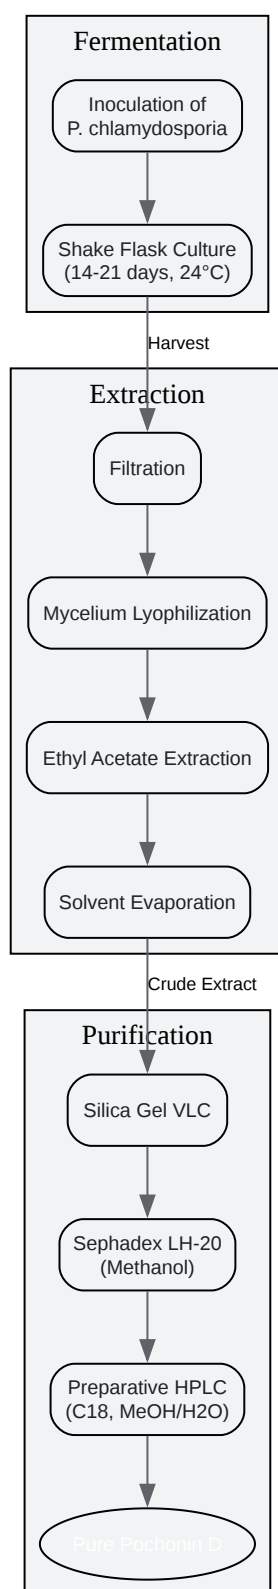 Fermentation
Inoculation of
P. chlamydosporia
Shake Flask Culture
(14-21 days, 24°C)
Harvest
Extraction
Filtration
Mycelium Lyophilization
Ethyl Acetate Extraction
Solvent Evaporation
Crude Extract
Purification
Silica Gel VLC
Sephadex LH-20
(Methanol)
Preparative HPLC
(C18, MeOH/H2O)
Pure Pochonin D